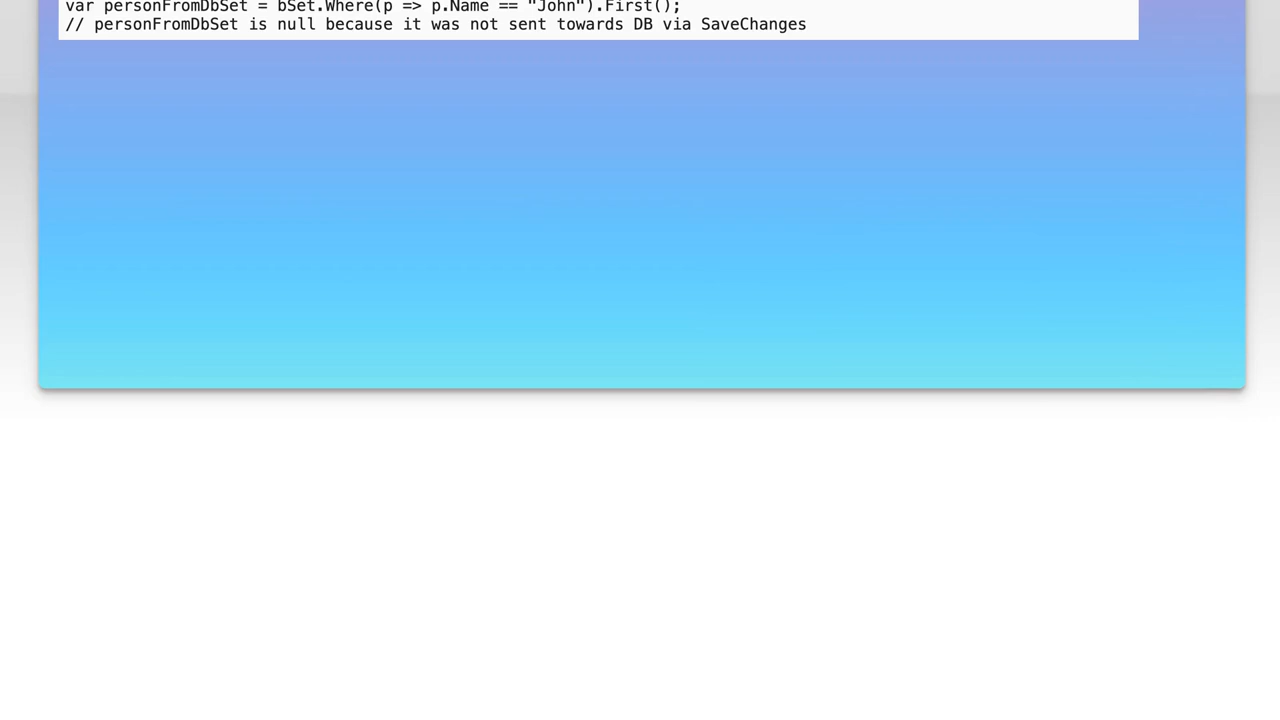 var personFromDbSet = bSet.Where(p => p.Name == "John").First();
// personFromDbSet is null because it was not sent towards DB via SaveChanges